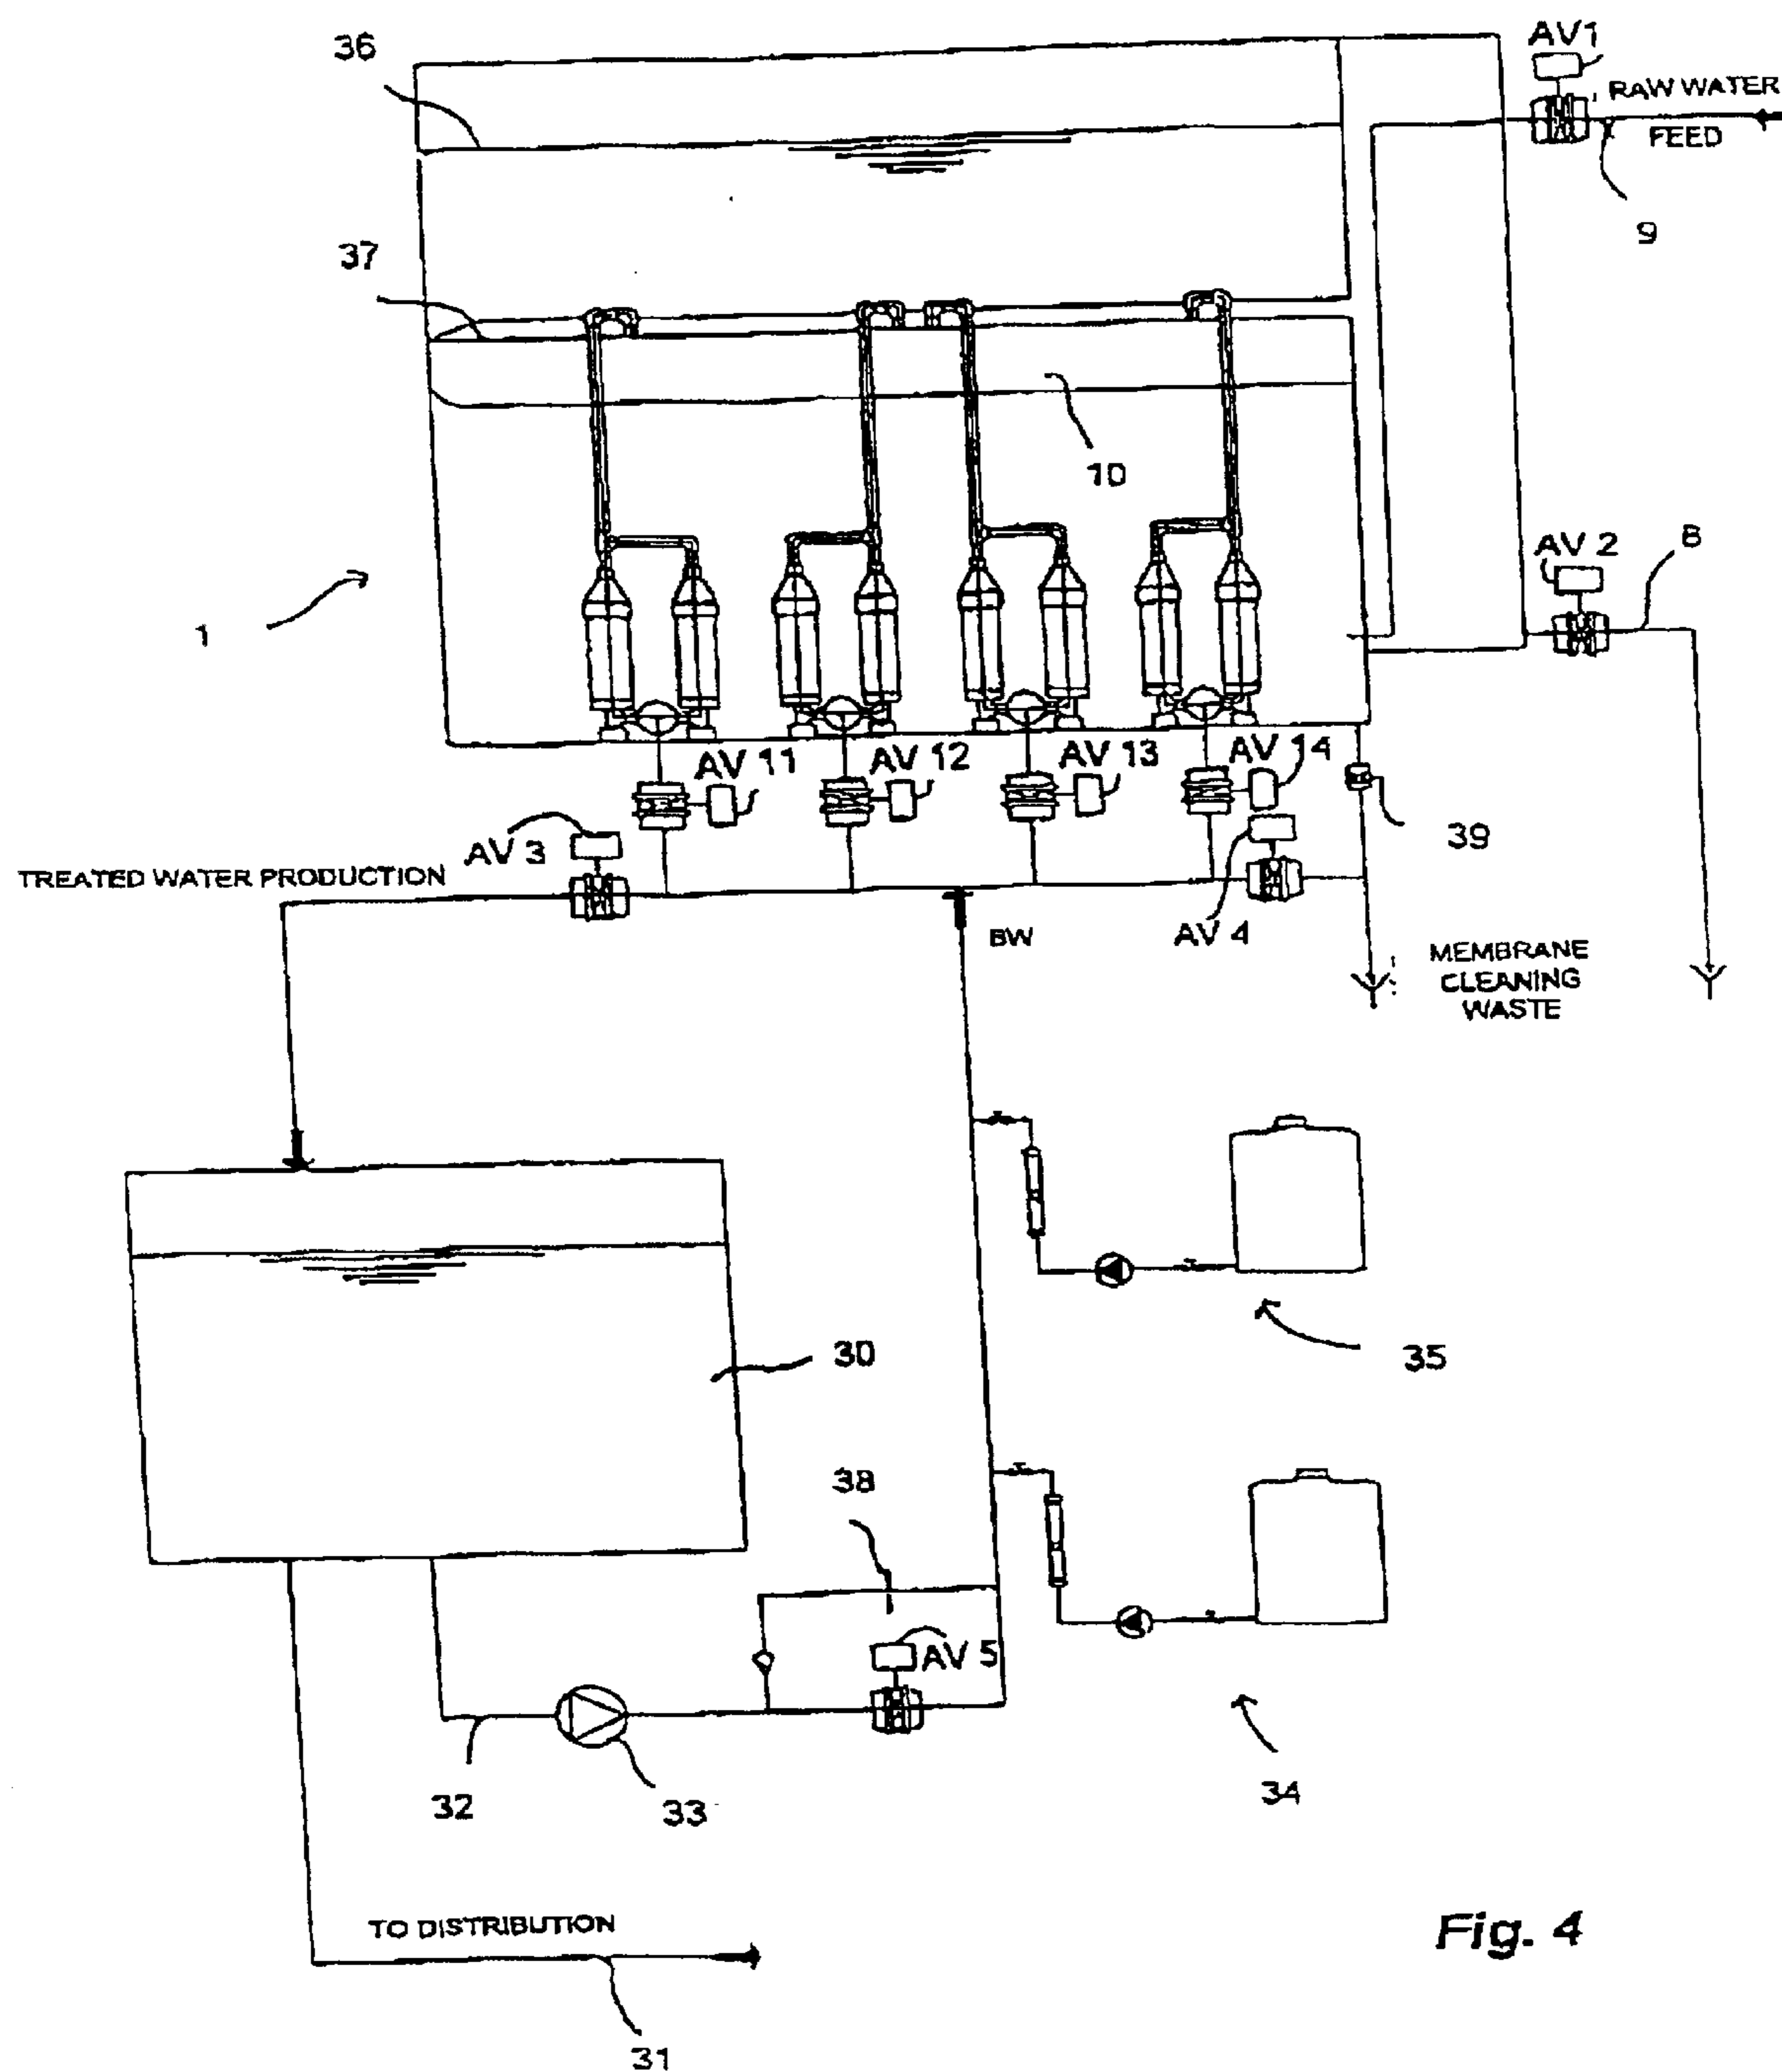 36
AV1
RAW WATER
FEED
9
37
10
AV 2
8
1
AV 11
AV 12
AV 13
AV 14
39
AV 3
TREATED WATER PRODUCTION
AV 4
BW
MEMBRANE
CLEANING
WASTE
30
35
38
AV 5
32
33
34
TO DISTRIBUTION
31
Fig. 4